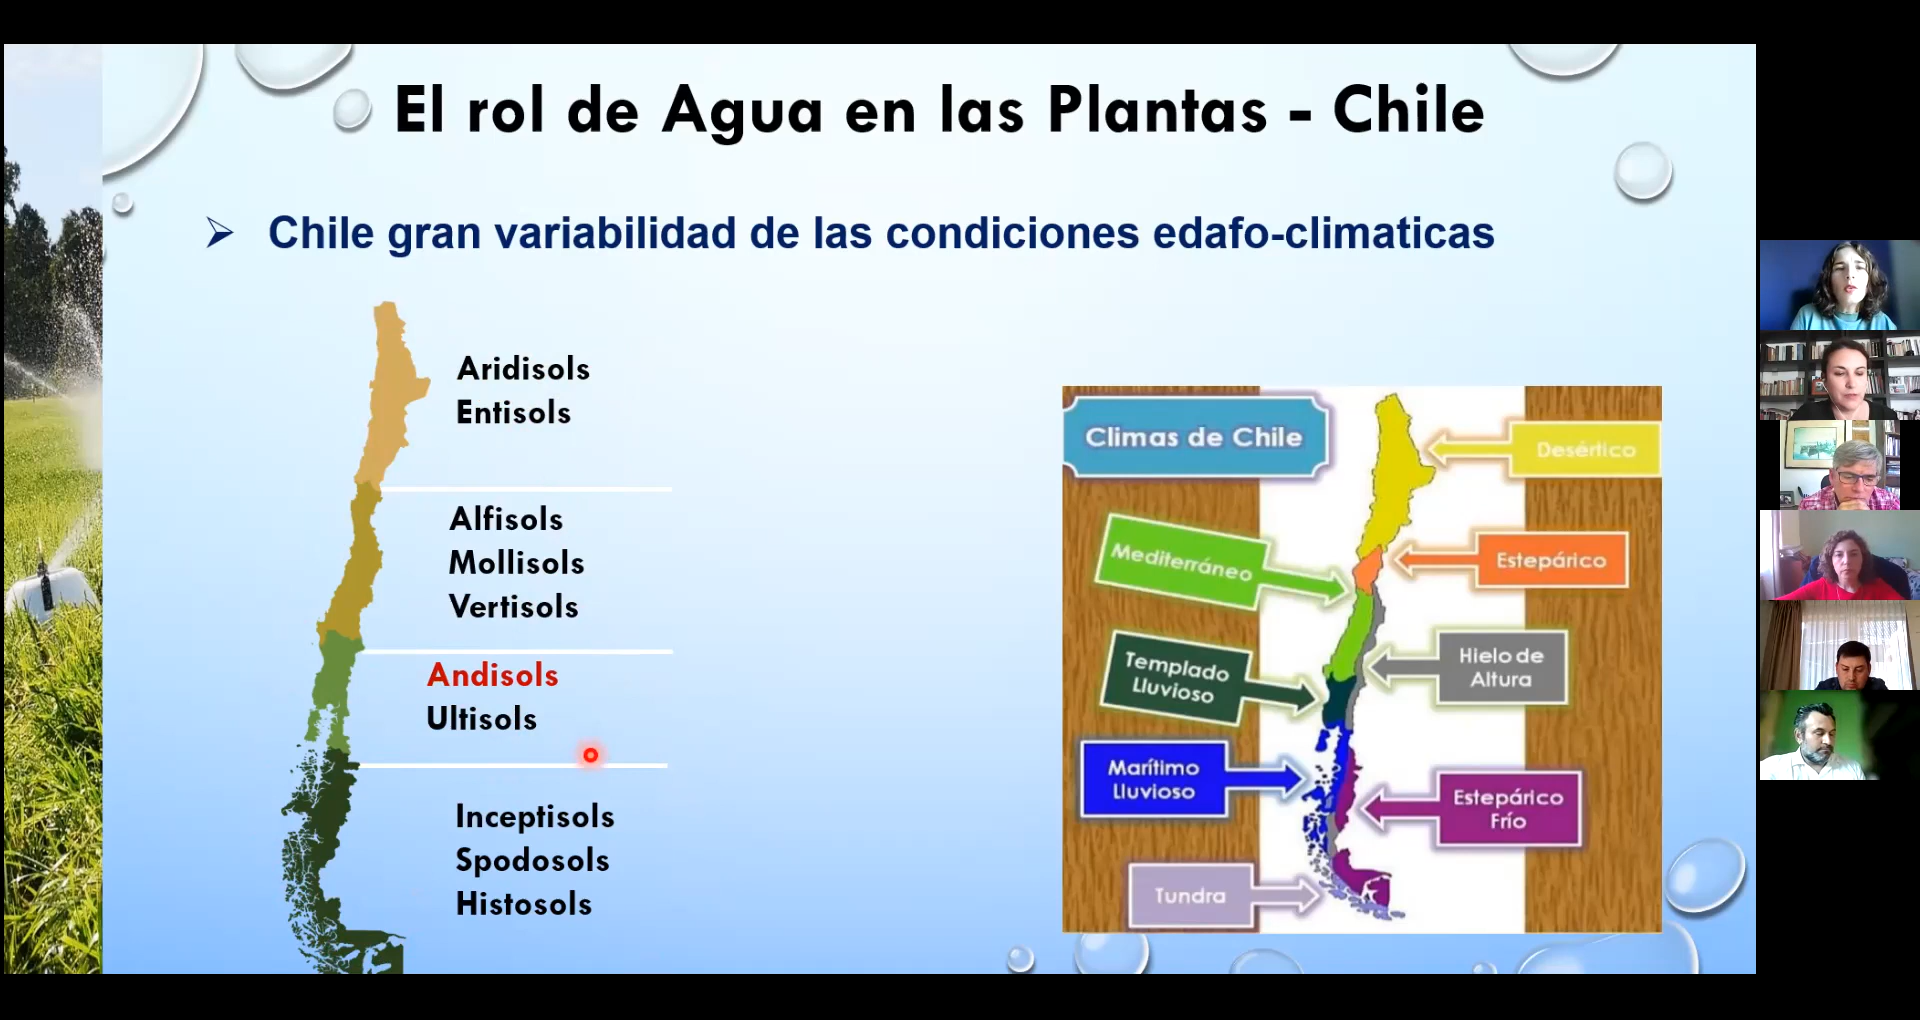 El rol de Agua en las Plantas - Chile
Chile gran variabilidad de las condiciones edafo-climaticas
Aridisols
Entisols
Alfisols
Mollisols
Vertisols
Andisols
Ultisols
Inceptisols
Spodosols
Histosols
Climas de Chile
Desértico
Mediterráneo
Estepárico
Templado
Lluvioso
Hielo de
Altura
Marítimo
Lluvioso
Estepárico
Frío
Tundra